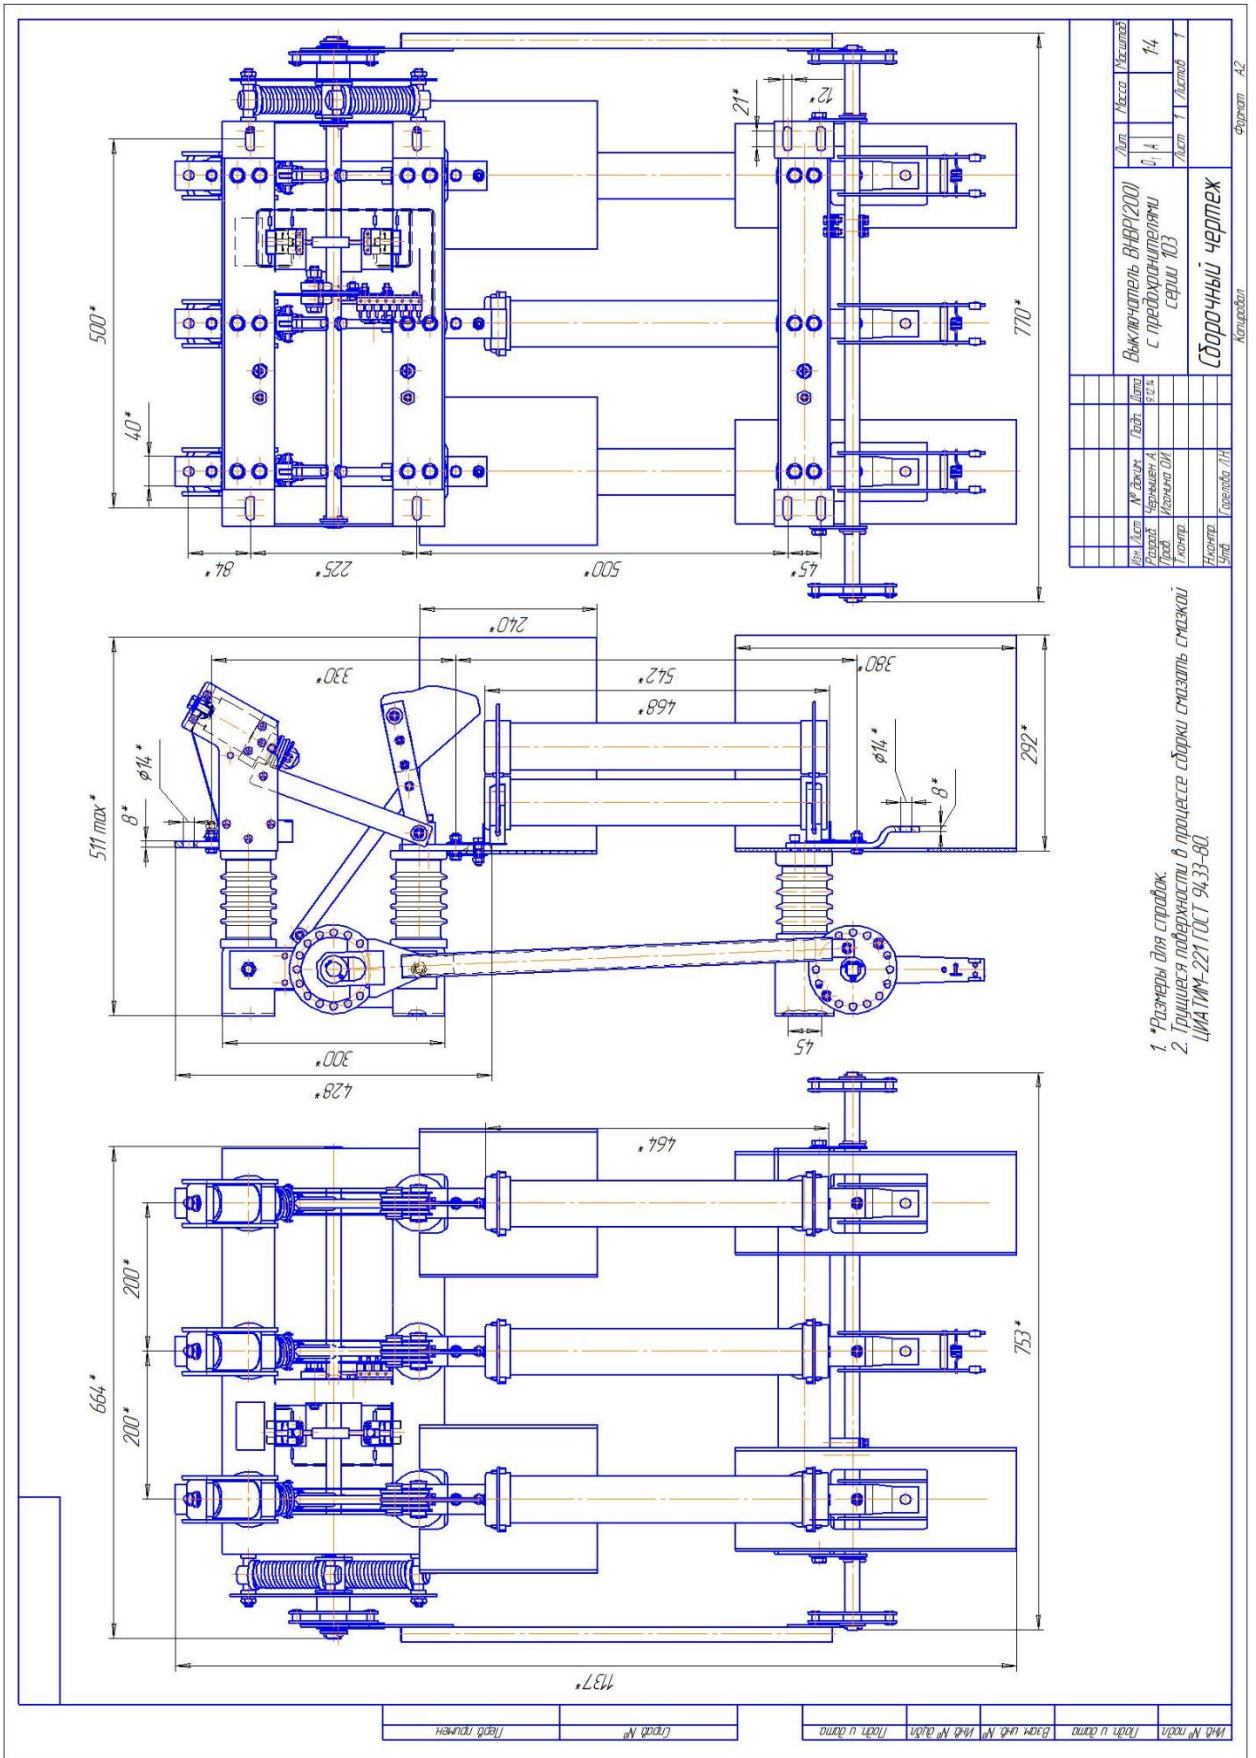 664*
200*
200*
1137*
464*
753*
511 max*
8*
φ14*
330*
240*
542*
468*
380*
φ14*
8*
292*
300*
428*
45
500*
40*
84*
225*
500*
45*
21*
12*
770*
1. *Размеры для справок.
2. Трущиеся поверхности в процессе сборки смазать смазкой
ЦИАТИМ-221 ГОСТ 9433-80.
Изм. Лист № докум. Подп. Дата
Разраб. Чернышен А.
Пров. Игонина О.И.
Т.контр.
Н.контр.
Утв. Горелова Л.Н.
Выключатель ВНВР(200)
с предохранителями
серии 103
Сборочный чертеж
Лит. Масса Масштаб
О1 А 1:4
Лист 1 Листов 1
Копировал
Формат А2
Перв. примен.
Справ. №
Подп. и дата
Инв. № дубл.
Взам. инв. №
Подп. и дата
Инв. № подл.